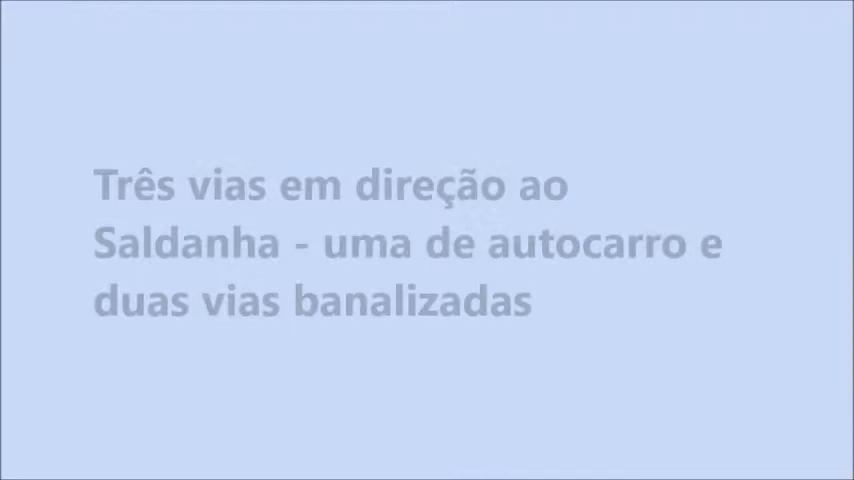 Três vias em direção ao
Saldanha - uma de autocarro e
duas vias banalizadas